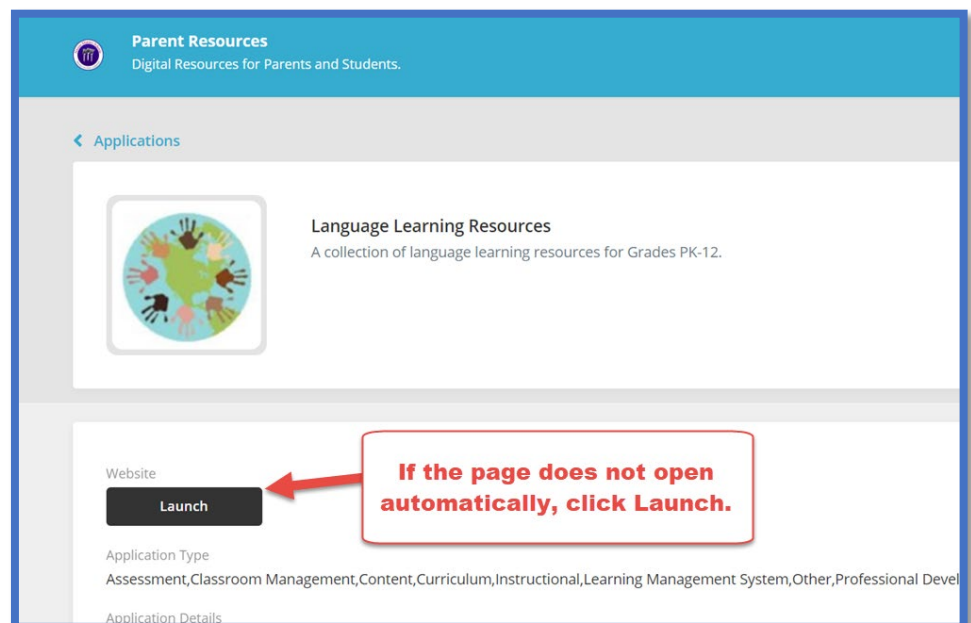 Parent Resources
Digital Resources for Parents and Students.
Applications
Language Learning Resources
A collection of language learning resources for Grades PK-12.
Website
Launch
If the page does not open
automatically, click Launch.
Application Type
Assessment,Classroom Management,Content,Curriculum,Instructional,Learning Management System,Other,Professional Devel
Application Details